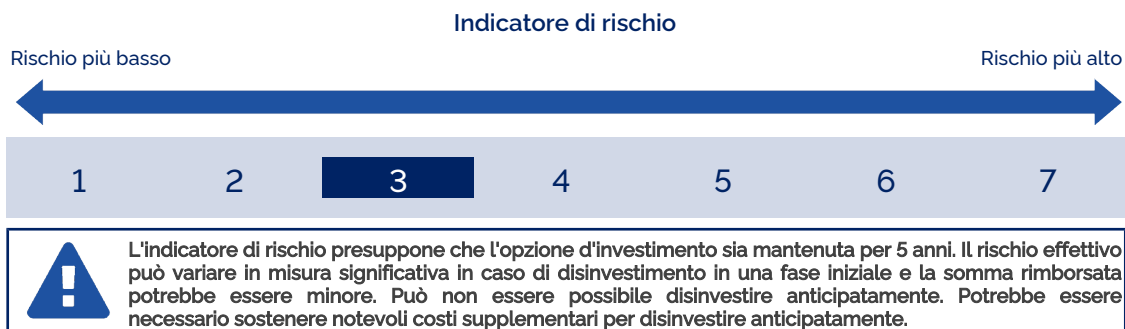 Indicatore di rischio
Rischio più basso Rischio più alto
1 2 3 4 5 6 7
L'indicatore di rischio presuppone che l'opzione d'investimento sia mantenuta per 5 anni. Il rischio effettivo
può variare in misura significativa in caso di disinvestimento in una fase iniziale e la somma rimborsata
potrebbe essere minore. Può non essere possibile disinvestire anticipatamente. Potrebbe essere
necessario sostenere notevoli costi supplementari per disinvestire anticipatamente.